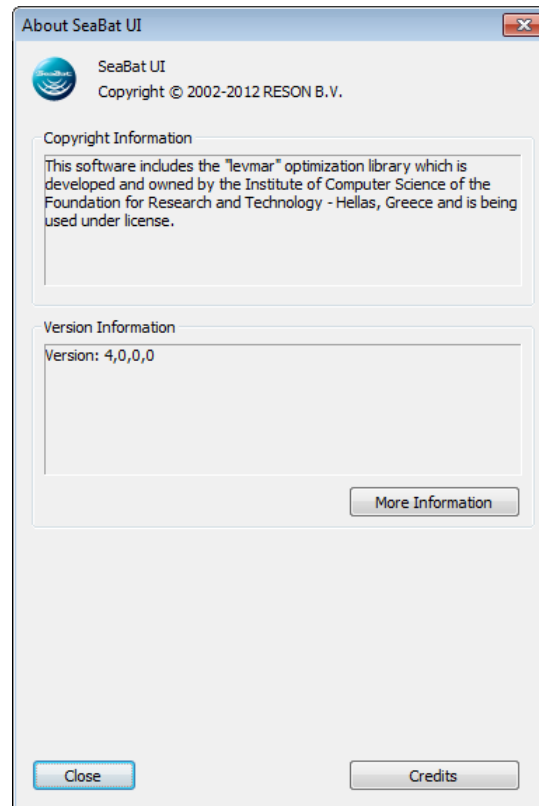 About SeaBat UI
SeaBat
SeaBat UI
Copyright © 2002-2012 RESON B.V.
Copyright Information
This software includes the "levmar" optimization library which is
developed and owned by the Institute of Computer Science of the
Foundation for Research and Technology - Hellas, Greece and is being
used under license.
Version Information
Version: 4,0,0,0
More Information
Close
Credits